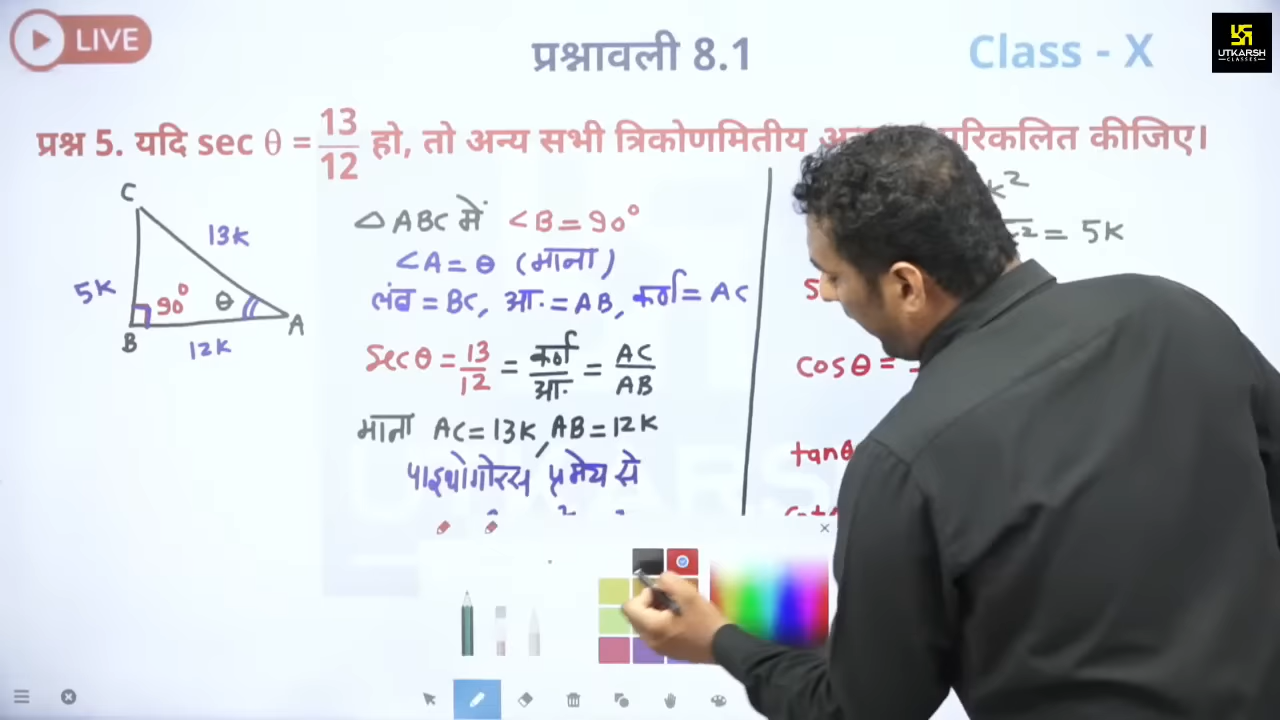 LIVE
प्रश्नावली 8.1
Class - X
UTKARSH
CLASSES
प्रश्न 5. यदि sec θ = 13/12 हो, तो अन्य सभी त्रिकोणमितीय परिकलित कीजिए।
C
13k
5k
90°
θ
A
B
12k
△ABC में ∠B = 90°
∠A = θ (माना)
लंब = BC, आ. = AB, कर्ण = AC
secθ = 13/12 = कर्ण/आ. = AC/AB
माना AC = 13k, AB = 12k
पाइथोगोरस प्रमेय से
k²
= 5k
cosθ =
tanθ